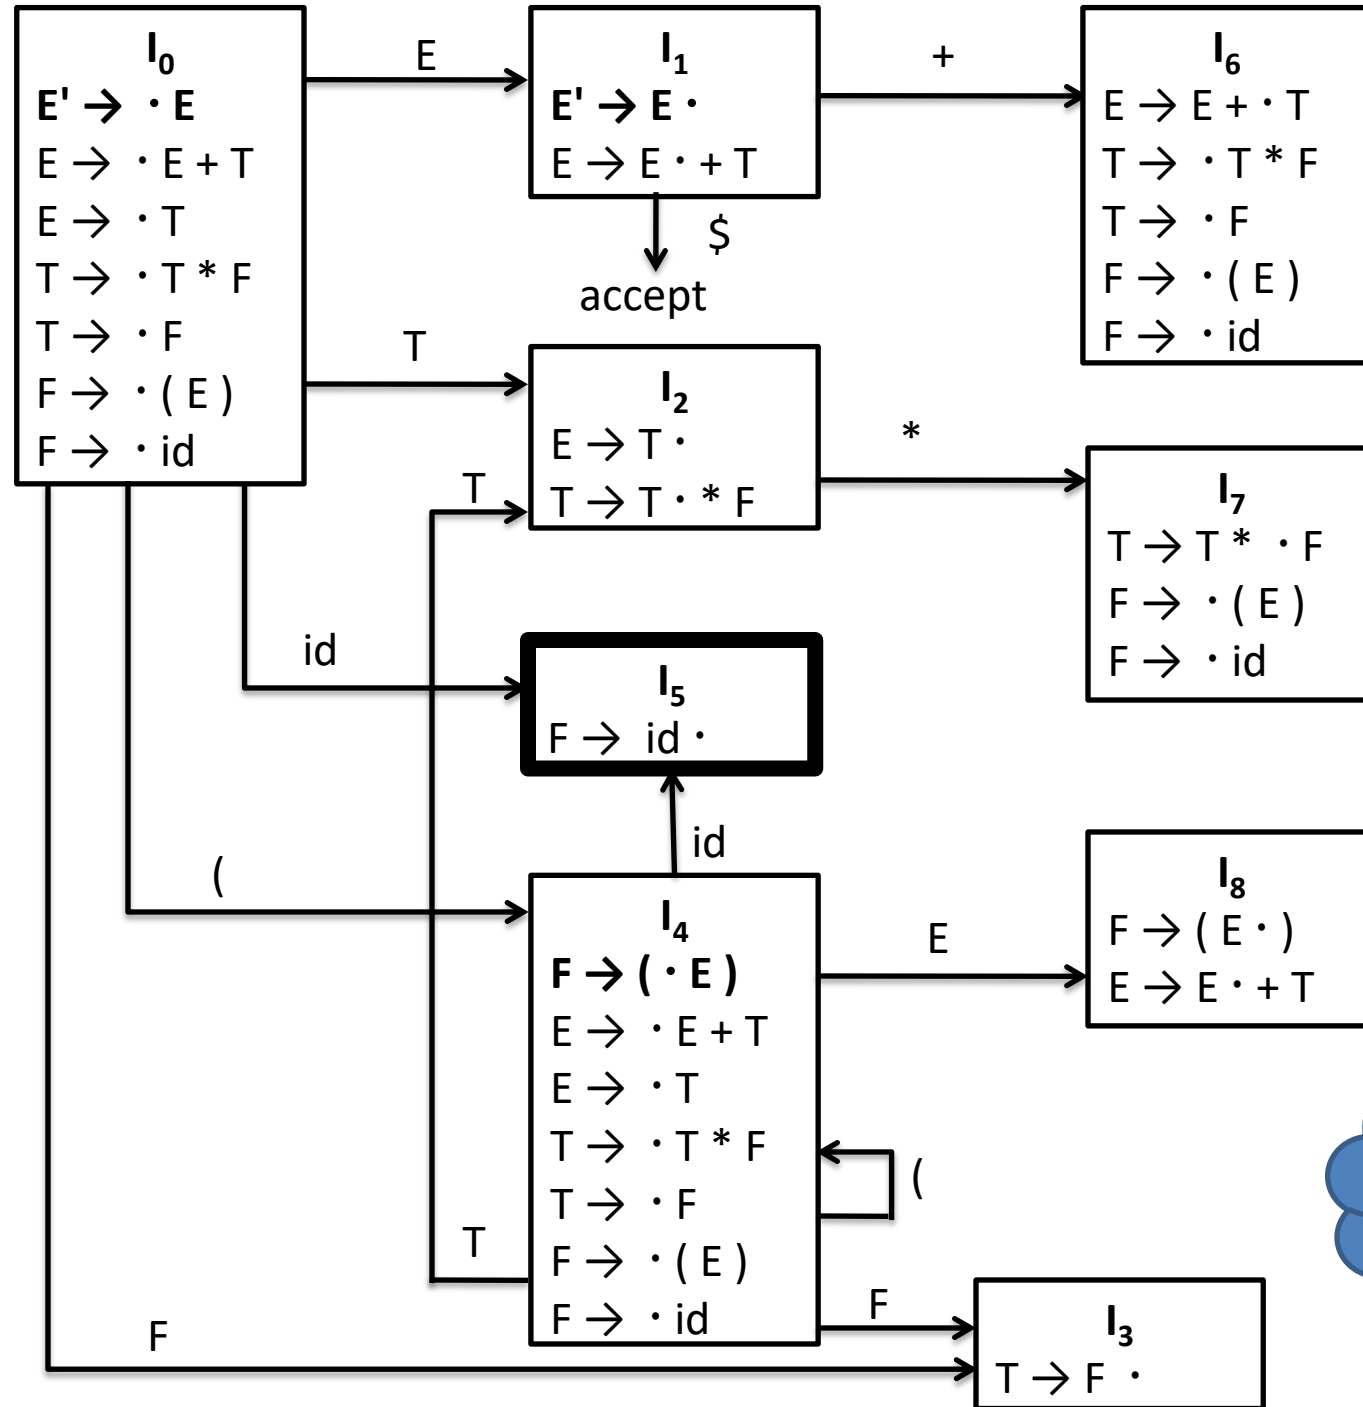 I₀
E' → · E
E → · E + T
E → · T
T → · T * F
T → · F
F → · ( E )
F → · id
E
I₁
E' → E ·
E → E · + T
$
accept
+
I₆
E → E + · T
T → · T * F
T → · F
F → · ( E )
F → · id
T
I₂
E → T ·
T → T · * F
T
*
I₇
T → T * · F
F → · ( E )
F → · id
id
I₅
F → id ·
id
(
I₄
F → ( · E )
E → · E + T
E → · T
T → · T * F
T → · F
F → · ( E )
F → · id
E
I₈
F → ( E · )
E → E · + T
(
T
F
F
I₃
T → F ·